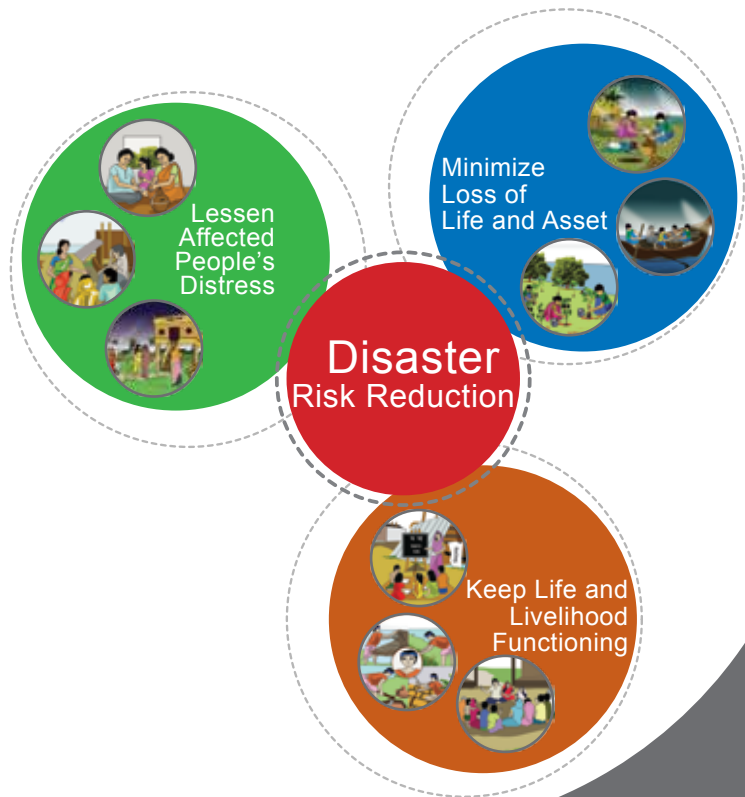 Lessen
Affected
People's
Distress
Minimize
Loss of
Life and Asset
Disaster
Risk Reduction
Keep Life and
Livelihood
Functioning